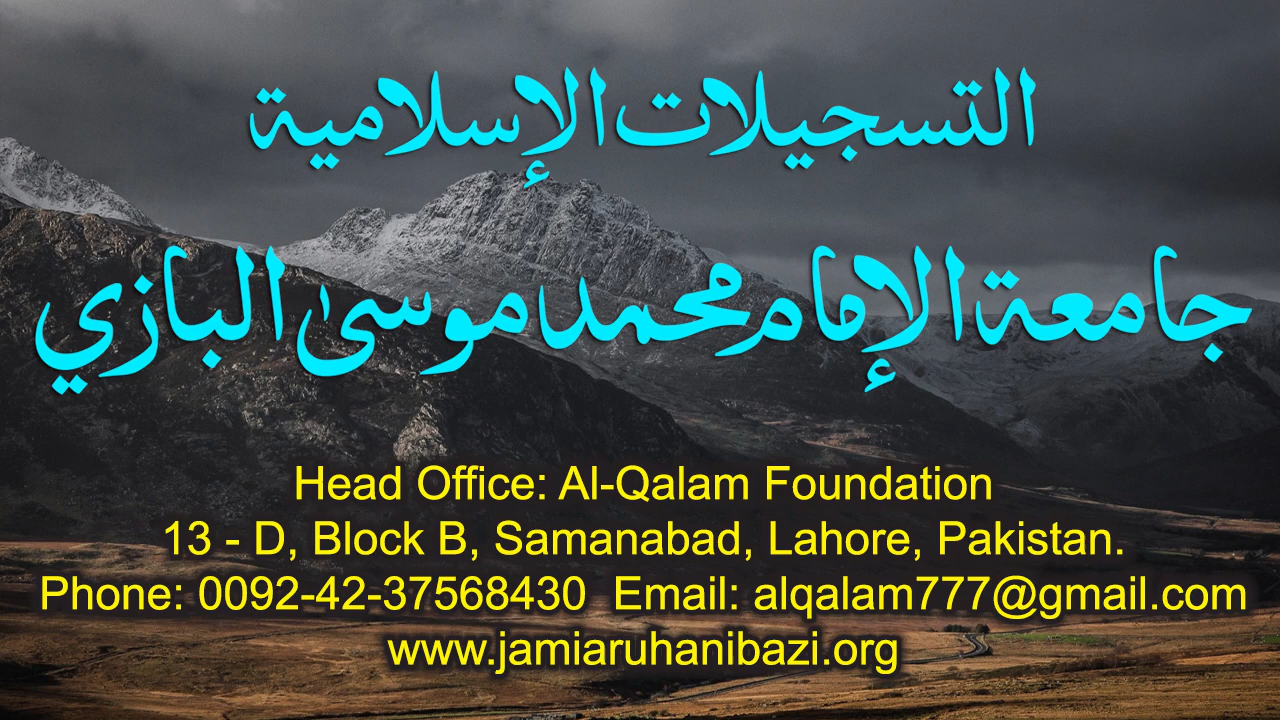 التسجيلات الإسلامية
جامعة الإمام محمد موسىٰ البازي
Head Office: Al-Qalam Foundation
13 - D, Block B, Samanabad, Lahore, Pakistan.
Phone: 0092-42-37568430 Email: alqalam777@gmail.com
www.jamiaruhanibazi.org